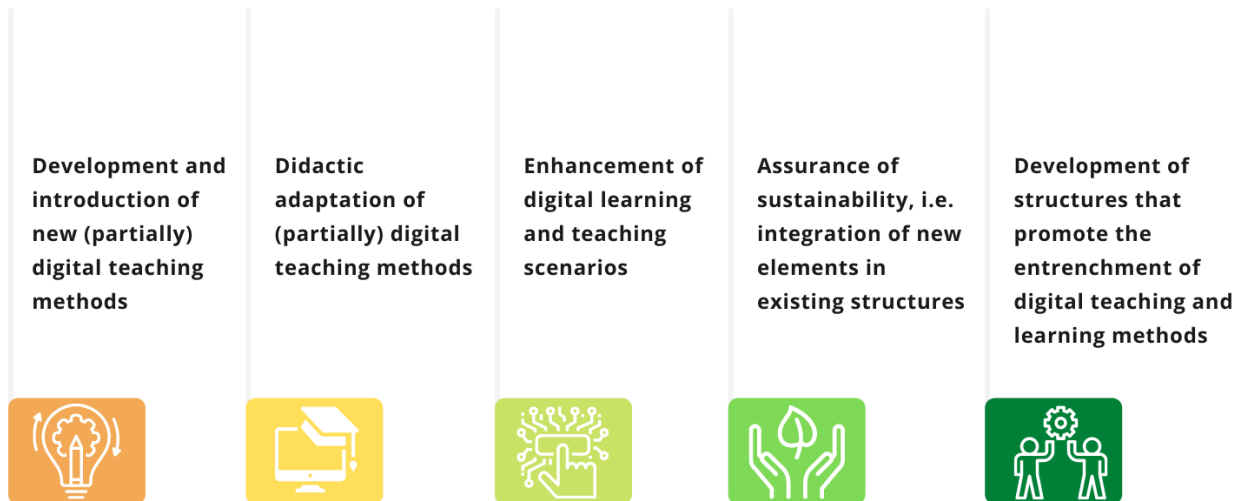 Development and
introduction of
new (partially)
digital teaching
methods
Didactic
adaptation of
(partially) digital
teaching methods
Enhancement of
digital learning
and teaching
scenarios
Assurance of
sustainability, i.e.
integration of new
elements in
existing structures
Development of
structures that
promote the
entrenchment of
digital teaching and
learning methods